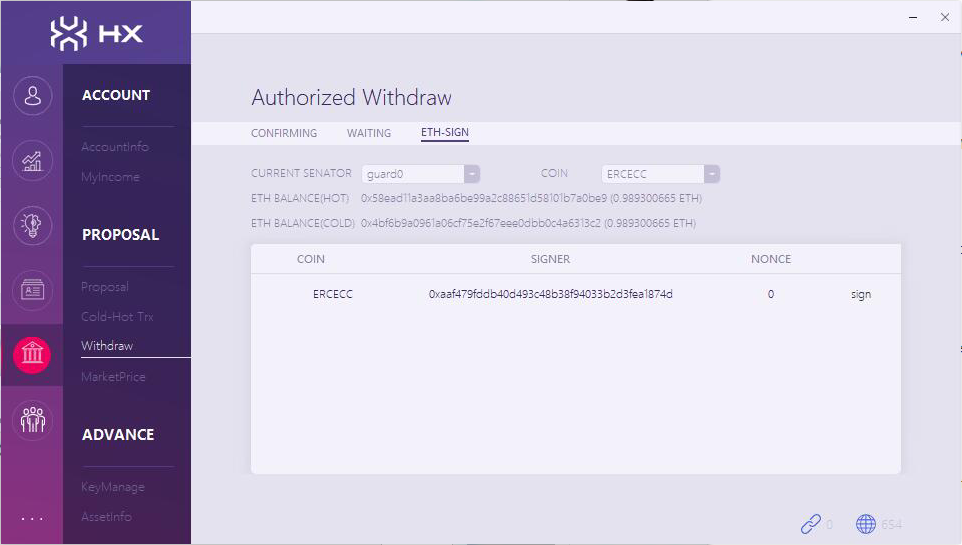 HX
ACCOUNT
AccountInfo
MyIncome
PROPOSAL
Proposal
Cold-Hot Trx
Withdraw
MarketPrice
ADVANCE
KeyManage
AssetInfo
...
Authorized Withdraw
CONFIRMING WAITING ETH-SIGN
CURRENT SENATOR guard0 COIN ERCECC
ETH BALANCE(HOT) 0x58ead11a3aa8ba6be99a2c88651d58101b7a0be9 (0.989300665 ETH)
ETH BALANCE(COLD) 0x4bf6b9a0961a06cf75e2f67eee0dbb0c4a6313c2 (0.989300665 ETH)
COIN SIGNER NONCE
ERCECC 0xaaf479fddb40d493c48b38f94033b2d3fea1874d 0 sign
0 654